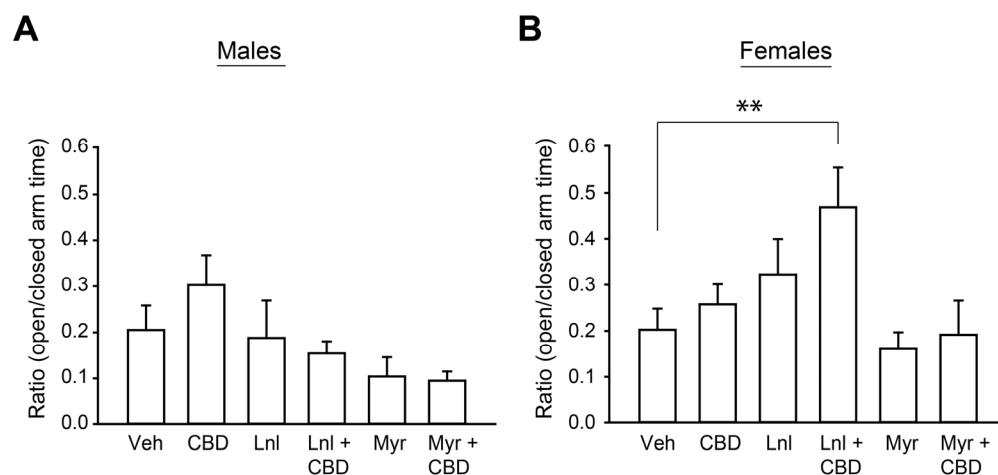 A
Males
Ratio (open/closed arm time)
0.6
0.5
0.4
0.3
0.2
0.1
0.0
Veh
CBD
Lnl
Lnl +
CBD
Myr
Myr +
CBD
B
Females
**
Ratio (open/closed arm time)
0.6
0.5
0.4
0.3
0.2
0.1
0.0
Veh
CBD
Lnl
Lnl +
CBD
Myr
Myr +
CBD